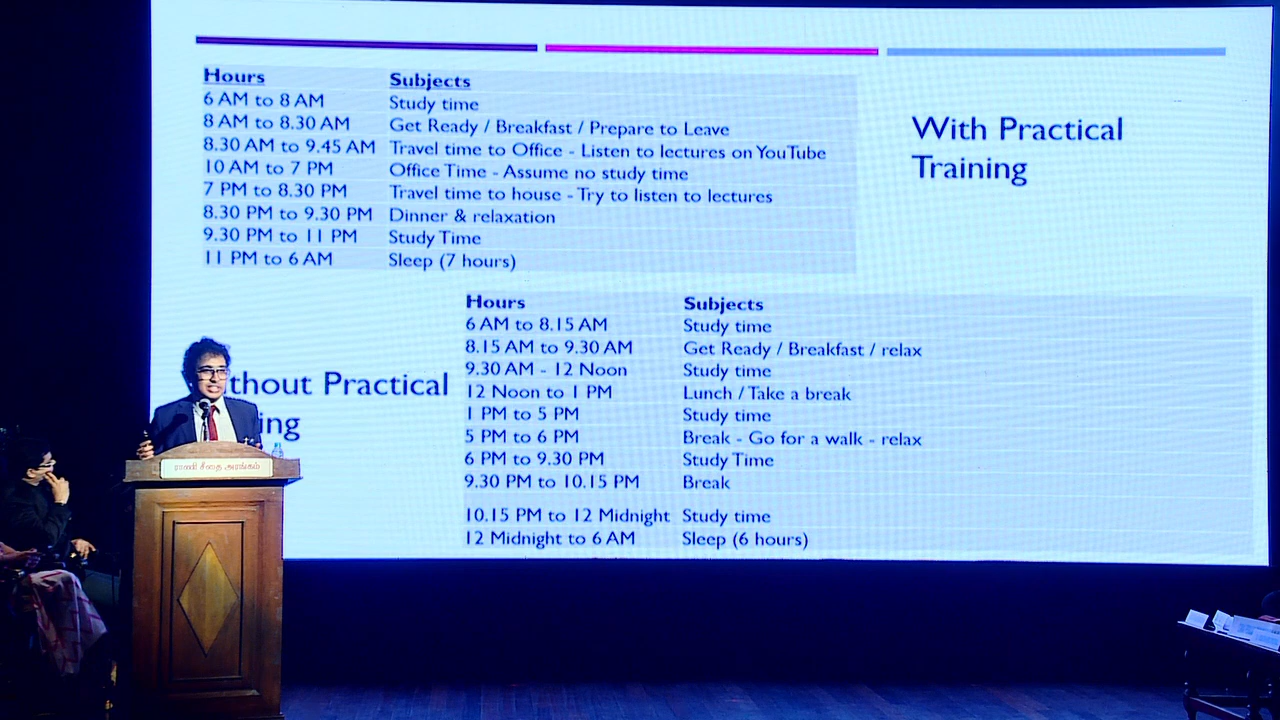 Hours Subjects
6 AM to 8 AM Study time
8 AM to 8.30 AM Get Ready / Breakfast / Prepare to Leave
8.30 AM to 9.45 AM Travel time to Office - Listen to lectures on YouTube
10 AM to 7 PM Office Time - Assume no study time
7 PM to 8.30 PM Travel time to house - Try to listen to lectures
8.30 PM to 9.30 PM Dinner & relaxation
9.30 PM to 11 PM Study Time
11 PM to 6 AM Sleep (7 hours)
With Practical
Training
Hours Subjects
6 AM to 8.15 AM Study time
8.15 AM to 9.30 AM Get Ready / Breakfast / relax
9.30 AM - 12 Noon Study time
12 Noon to 1 PM Lunch / Take a break
1 PM to 5 PM Study time
5 PM to 6 PM Break - Go for a walk - relax
6 PM to 9.30 PM Study Time
9.30 PM to 10.15 PM Break
10.15 PM to 12 Midnight Study time
12 Midnight to 6 AM Sleep (6 hours)
thout Practical
ing
ராணி சீதை அரங்கம்